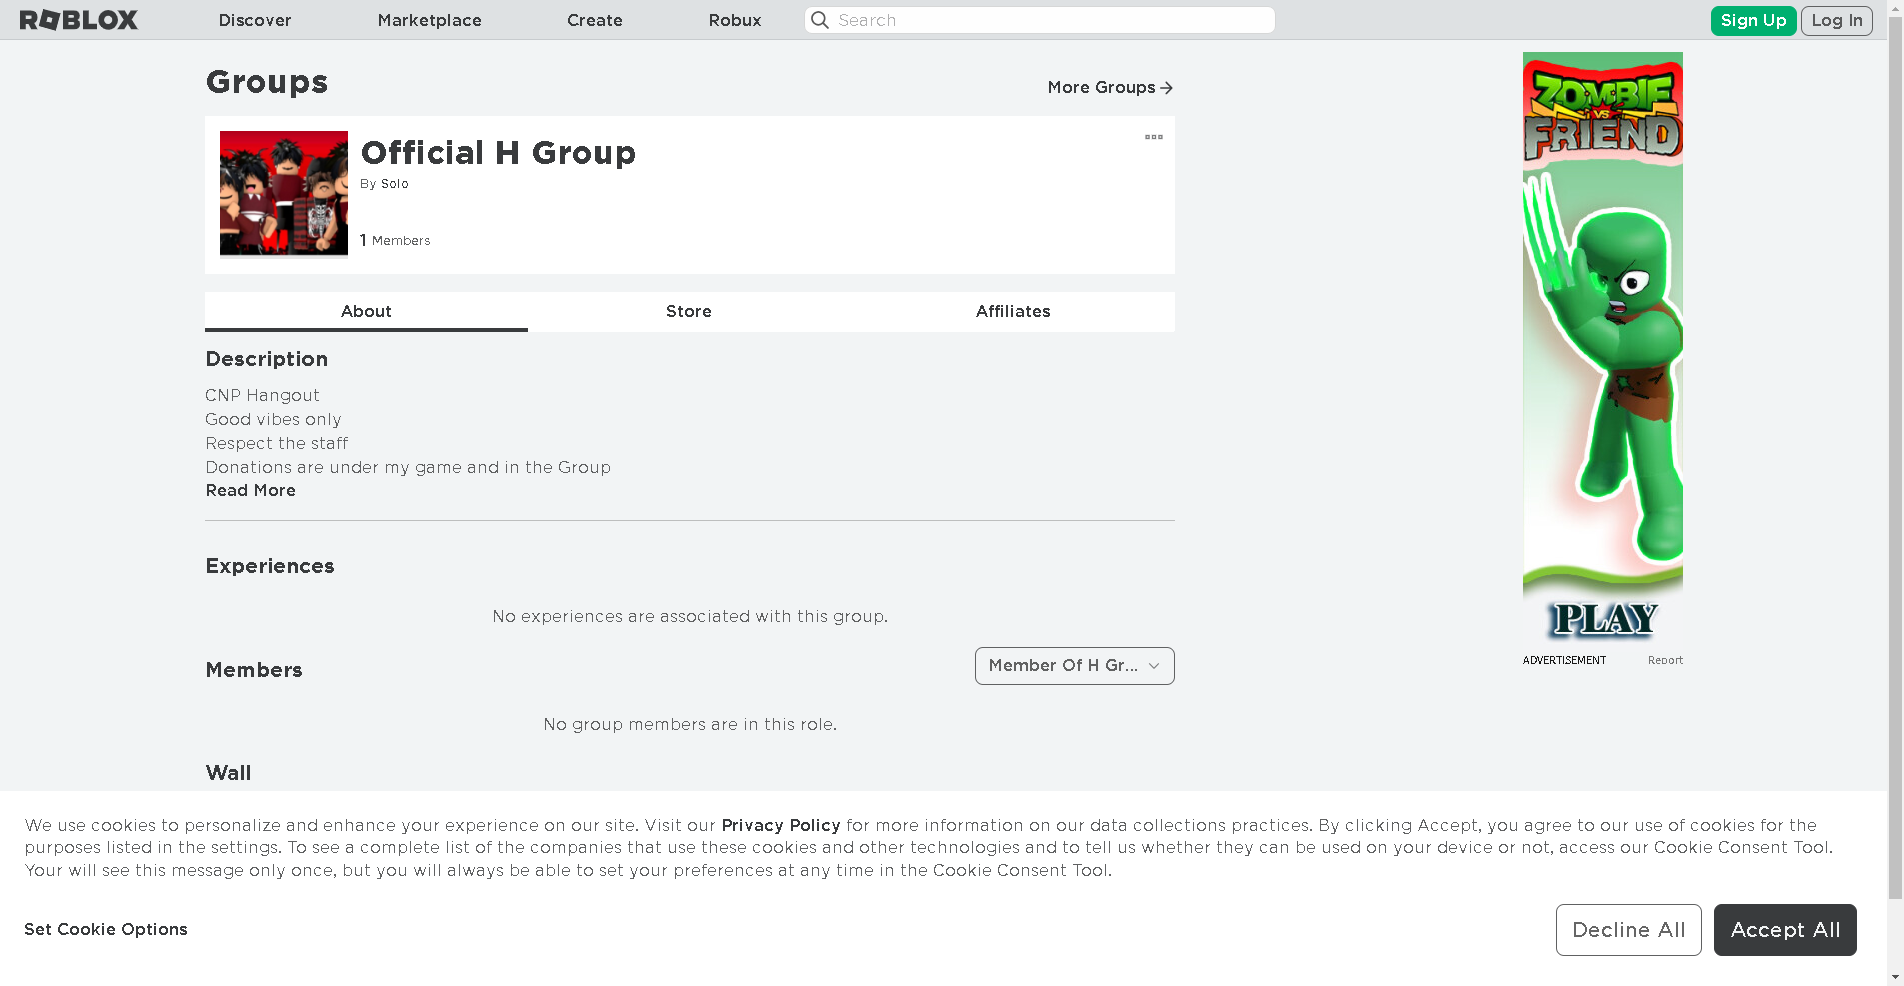 ROBLOX
Discover
Marketplace
Create
Robux
Search
Sign Up
Log In
Groups
More Groups
Official H Group
By Solo
1 Members
About
Store
Affiliates
Description
CNP Hangout
Good vibes only
Respect the staff
Donations are under my game and in the Group
Read More
Experiences
No experiences are associated with this group.
Members
Member Of H Gr...
No group members are in this role.
Wall
ZOMBIE
VS
FRIEND
PLAY
ADVERTISEMENT
Report
We use cookies to personalize and enhance your experience on our site. Visit our Privacy Policy for more information on our data collections practices. By clicking Accept, you agree to our use of cookies for the
purposes listed in the settings. To see a complete list of the companies that use these cookies and other technologies and to tell us whether they can be used on your device or not, access our Cookie Consent Tool.
Your will see this message only once, but you will always be able to set your preferences at any time in the Cookie Consent Tool.
Set Cookie Options
Decline All
Accept All